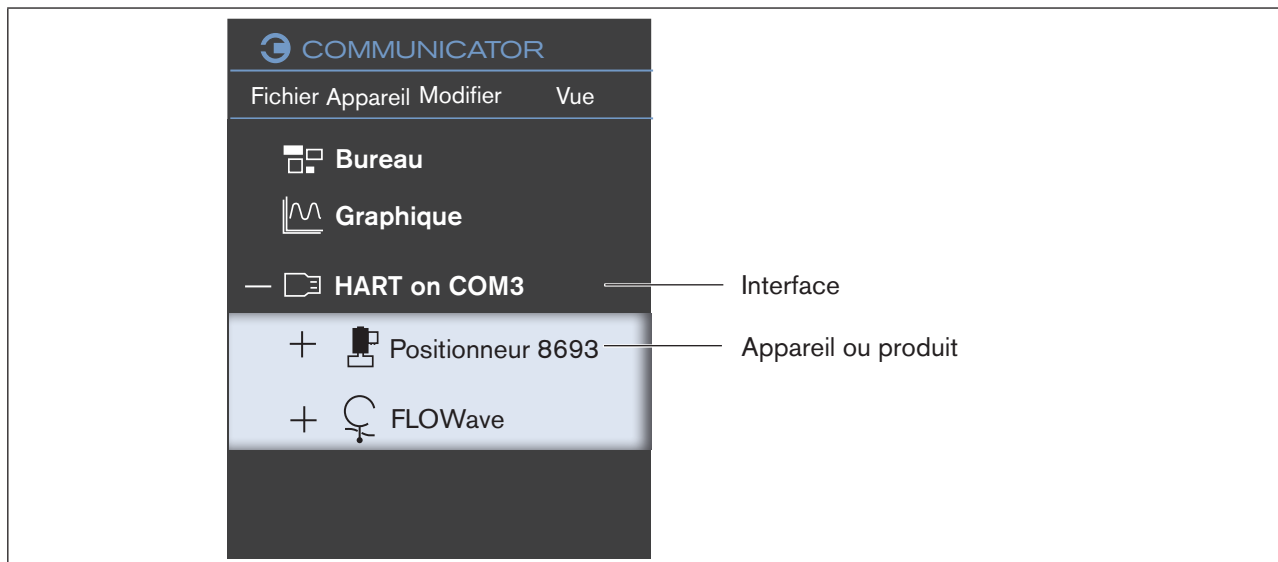 COMMUNICATOR
Fichier Appareil Modifier Vue
Bureau
Graphique
HART on COM3
Interface
Positionneur 8693
Appareil ou produit
FLOWave